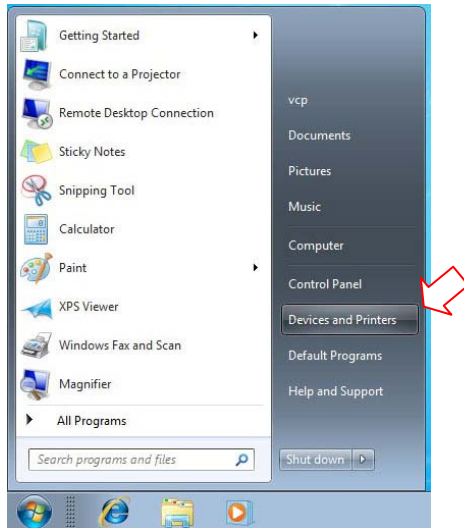 Getting Started
Connect to a Projector
Remote Desktop Connection
Sticky Notes
Snipping Tool
Calculator
Paint
XPS Viewer
Windows Fax and Scan
Magnifier
All Programs
Search programs and files
vcp
Documents
Pictures
Music
Computer
Control Panel
Devices and Printers
Default Programs
Help and Support
Shut down